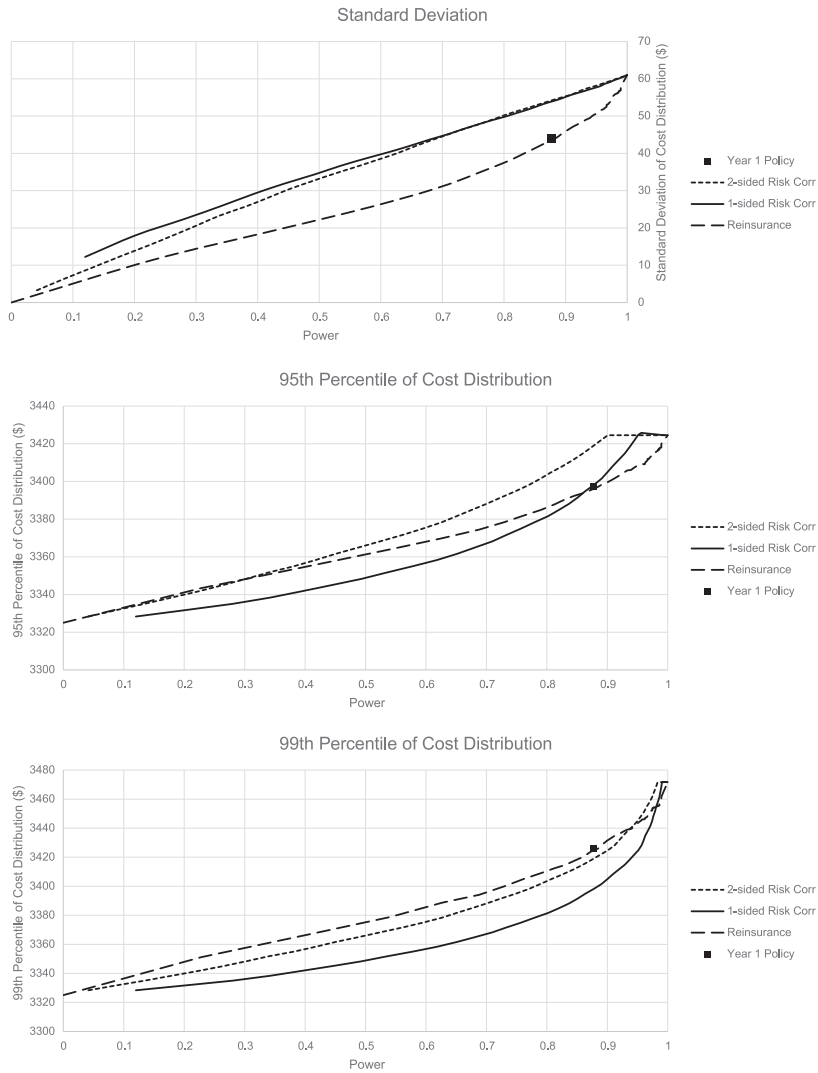 Standard Deviation
70
60
50
40
30
20
10
0
Standard Deviation of Cost Distribution ($)
0 0.1 0.2 0.3 0.4 0.5 0.6 0.7 0.8 0.9 1
Power
Year 1 Policy
2-sided Risk Corr
1-sided Risk Corr
Reinsurance
95th Percentile of Cost Distribution
95th Percentile of Cost Distribution ($)
3440
3420
3400
3380
3360
3340
3320
3300
0 0.1 0.2 0.3 0.4 0.5 0.6 0.7 0.8 0.9 1
Power
2-sided Risk Corr
1-sided Risk Corr
Reinsurance
Year 1 Policy
99th Percentile of Cost Distribution
99th Percentile of Cost Distribution ($)
3480
3460
3440
3420
3400
3380
3360
3340
3320
3300
0 0.1 0.2 0.3 0.4 0.5 0.6 0.7 0.8 0.9 1
Power
2-sided Risk Corr
1-sided Risk Corr
Reinsurance
Year 1 Policy